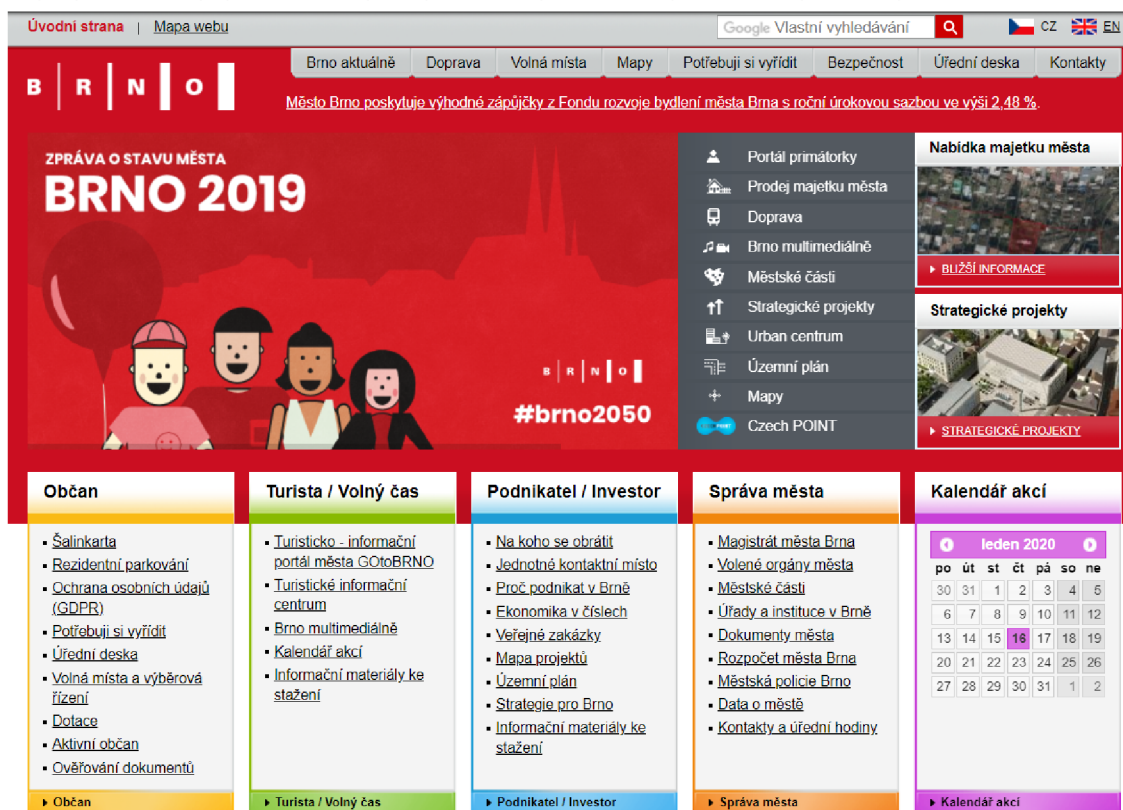 Úvodní strana | Mapa webu
Google Vlastní vyhledávání
CZ EN
Brno aktuálně Doprava Volná místa Mapy Potřebuji si vyřídit Bezpečnost Úřední deska Kontakty
B | R | N | O
Město Brno poskytuje výhodné zápůjčky z Fondu rozvoje bydlení města Brna s roční úrokovou sazbou ve výši 2,48 %.
ZPRÁVA O STAVU MĚSTA
BRNO 2019
B | R | N | O
#brno2050
Portál primátorky
Prodej majetku města
Doprava
Brno multimediálně
Městské části
Strategické projekty
Urban centrum
Územní plán
Mapy
Czech POINT
Nabídka majetku města
BLIŽŠÍ INFORMACE
Strategické projekty
STRATEGICKÉ PROJEKTY
Občan
Šalinkarta
Rezidentní parkování
Ochrana osobních údajů
(GDPR)
Potřebuji si vyřídit
Úřední deska
Volná místa a výběrová
řízení
Dotace
Aktivní občan
Ověřování dokumentů
Občan
Turista / Volný čas
Turisticko - informační
portál města GOtoBRNO
Turistické informační
centrum
Brno multimediálně
Kalendář akcí
Informační materiály ke
stažení
Turista / Volný čas
Podnikatel / Investor
Na koho se obrátit
Jednotné kontaktní místo
Proč podnikat v Brně
Ekonomika v číslech
Veřejné zakázky
Mapa projektů
Územní plán
Strategie pro Brno
Informační materiály ke
stažení
Podnikatel / Investor
Správa města
Magistrát města Brna
Volené orgány města
Městské části
Úřady a instituce v Brně
Dokumenty města
Rozpočet města Brna
Městská policie Brno
Data o městě
Kontakty a úřední hodiny
Správa města
Kalendář akcí
leden 2020
po út st čt pá so ne
30 31 1 2 3 4 5
6 7 8 9 10 11 12
13 14 15 16 17 18 19
20 21 22 23 24 25 26
27 28 29 30 31 1 2
Kalendář akcí